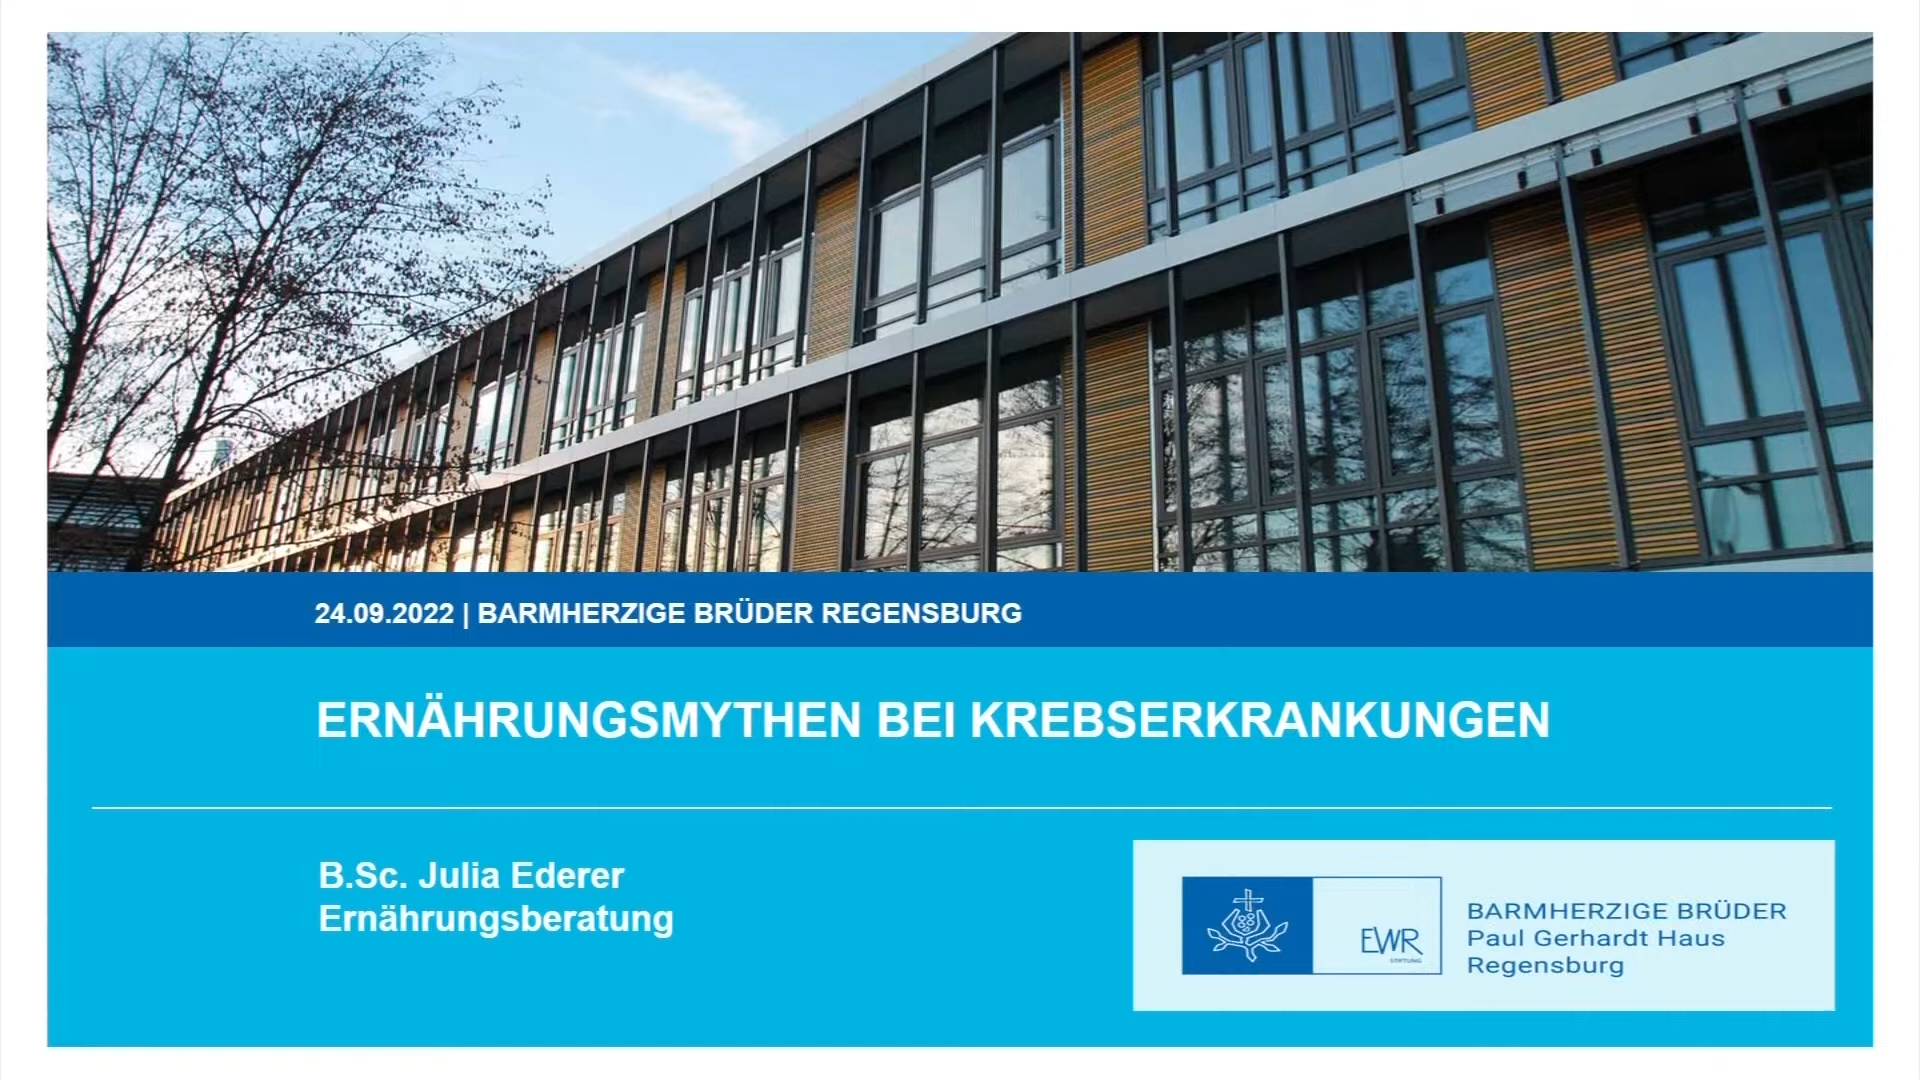 24.09.2022 | BARMHERZIGE BRÜDER REGENSBURG
ERNÄHRUNGSMYTHEN BEI KREBSERKRANKUNGEN
B.Sc. Julia Ederer
Ernährungsberatung
EWR
STIFTUNG
BARMHERZIGE BRÜDER
Paul Gerhardt Haus
Regensburg